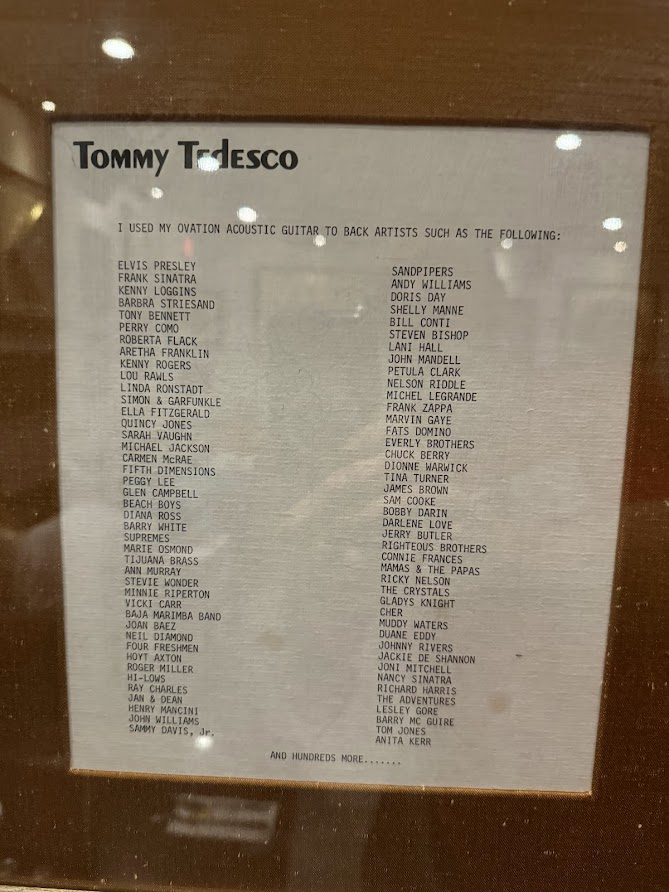 TOMMY TEDESCO
I USED MY OVATION ACOUSTIC GUITAR TO BACK ARTISTS SUCH AS THE FOLLOWING:
ELVIS PRESLEY
FRANK SINATRA
KENNY LOGGINS
BARBRA STRIESAND
TONY BENNETT
PERRY COMO
ROBERTA FLACK
ARETHA FRANKLIN
KENNY ROGERS
LOU RAWLS
LINDA RONSTADT
SIMON & GARFUNKLE
ELLA FITZGERALD
QUINCY JONES
SARAH VAUGHN
MICHAEL JACKSON
CARMEN McRAE
FIFTH DIMENSIONS
PEGGY LEE
GLEN CAMPBELL
BEACH BOYS
DIANA ROSS
BARRY WHITE
SUPREMES
MARIE OSMOND
TIJUANA BRASS
ANN MURRAY
STEVIE WONDER
MINNIE RIPERTON
VICKI CARR
BAJA MARIMBA BAND
JOAN BAEZ
NEIL DIAMOND
FOUR FRESHMEN
HOYT AXTON
ROGER MILLER
HI-LOWS
RAY CHARLES
JAN & DEAN
HENRY MANCINI
JOHN WILLIAMS
SAMMY DAVIS, Jr.
SANDPIPERS
ANDY WILLIAMS
DORIS DAY
SHELLY MANNE
BILL CONTI
STEVEN BISHOP
LANI HALL
JOHN MANDELL
PETULA CLARK
NELSON RIDDLE
MICHEL LEGRANDE
FRANK ZAPPA
MARVIN GAYE
FATS DOMINO
EVERLY BROTHERS
CHUCK BERRY
DIONNE WARWICK
TINA TURNER
JAMES BROWN
SAM COOKE
BOBBY DARIN
DARLENE LOVE
JERRY BUTLER
RIGHTEOUS BROTHERS
CONNIE FRANCES
MAMAS & THE PAPAS
RICKY NELSON
THE CRYSTALS
GLADYS KNIGHT
CHER
MUDDY WATERS
DUANE EDDY
JOHNNY RIVERS
JACKIE DE SHANNON
JONI MITCHELL
NANCY SINATRA
RICHARD HARRIS
THE ADVENTURES
LESLEY GORE
BARRY MC GUIRE
TOM JONES
ANITA KERR
AND HUNDREDS MORE.......